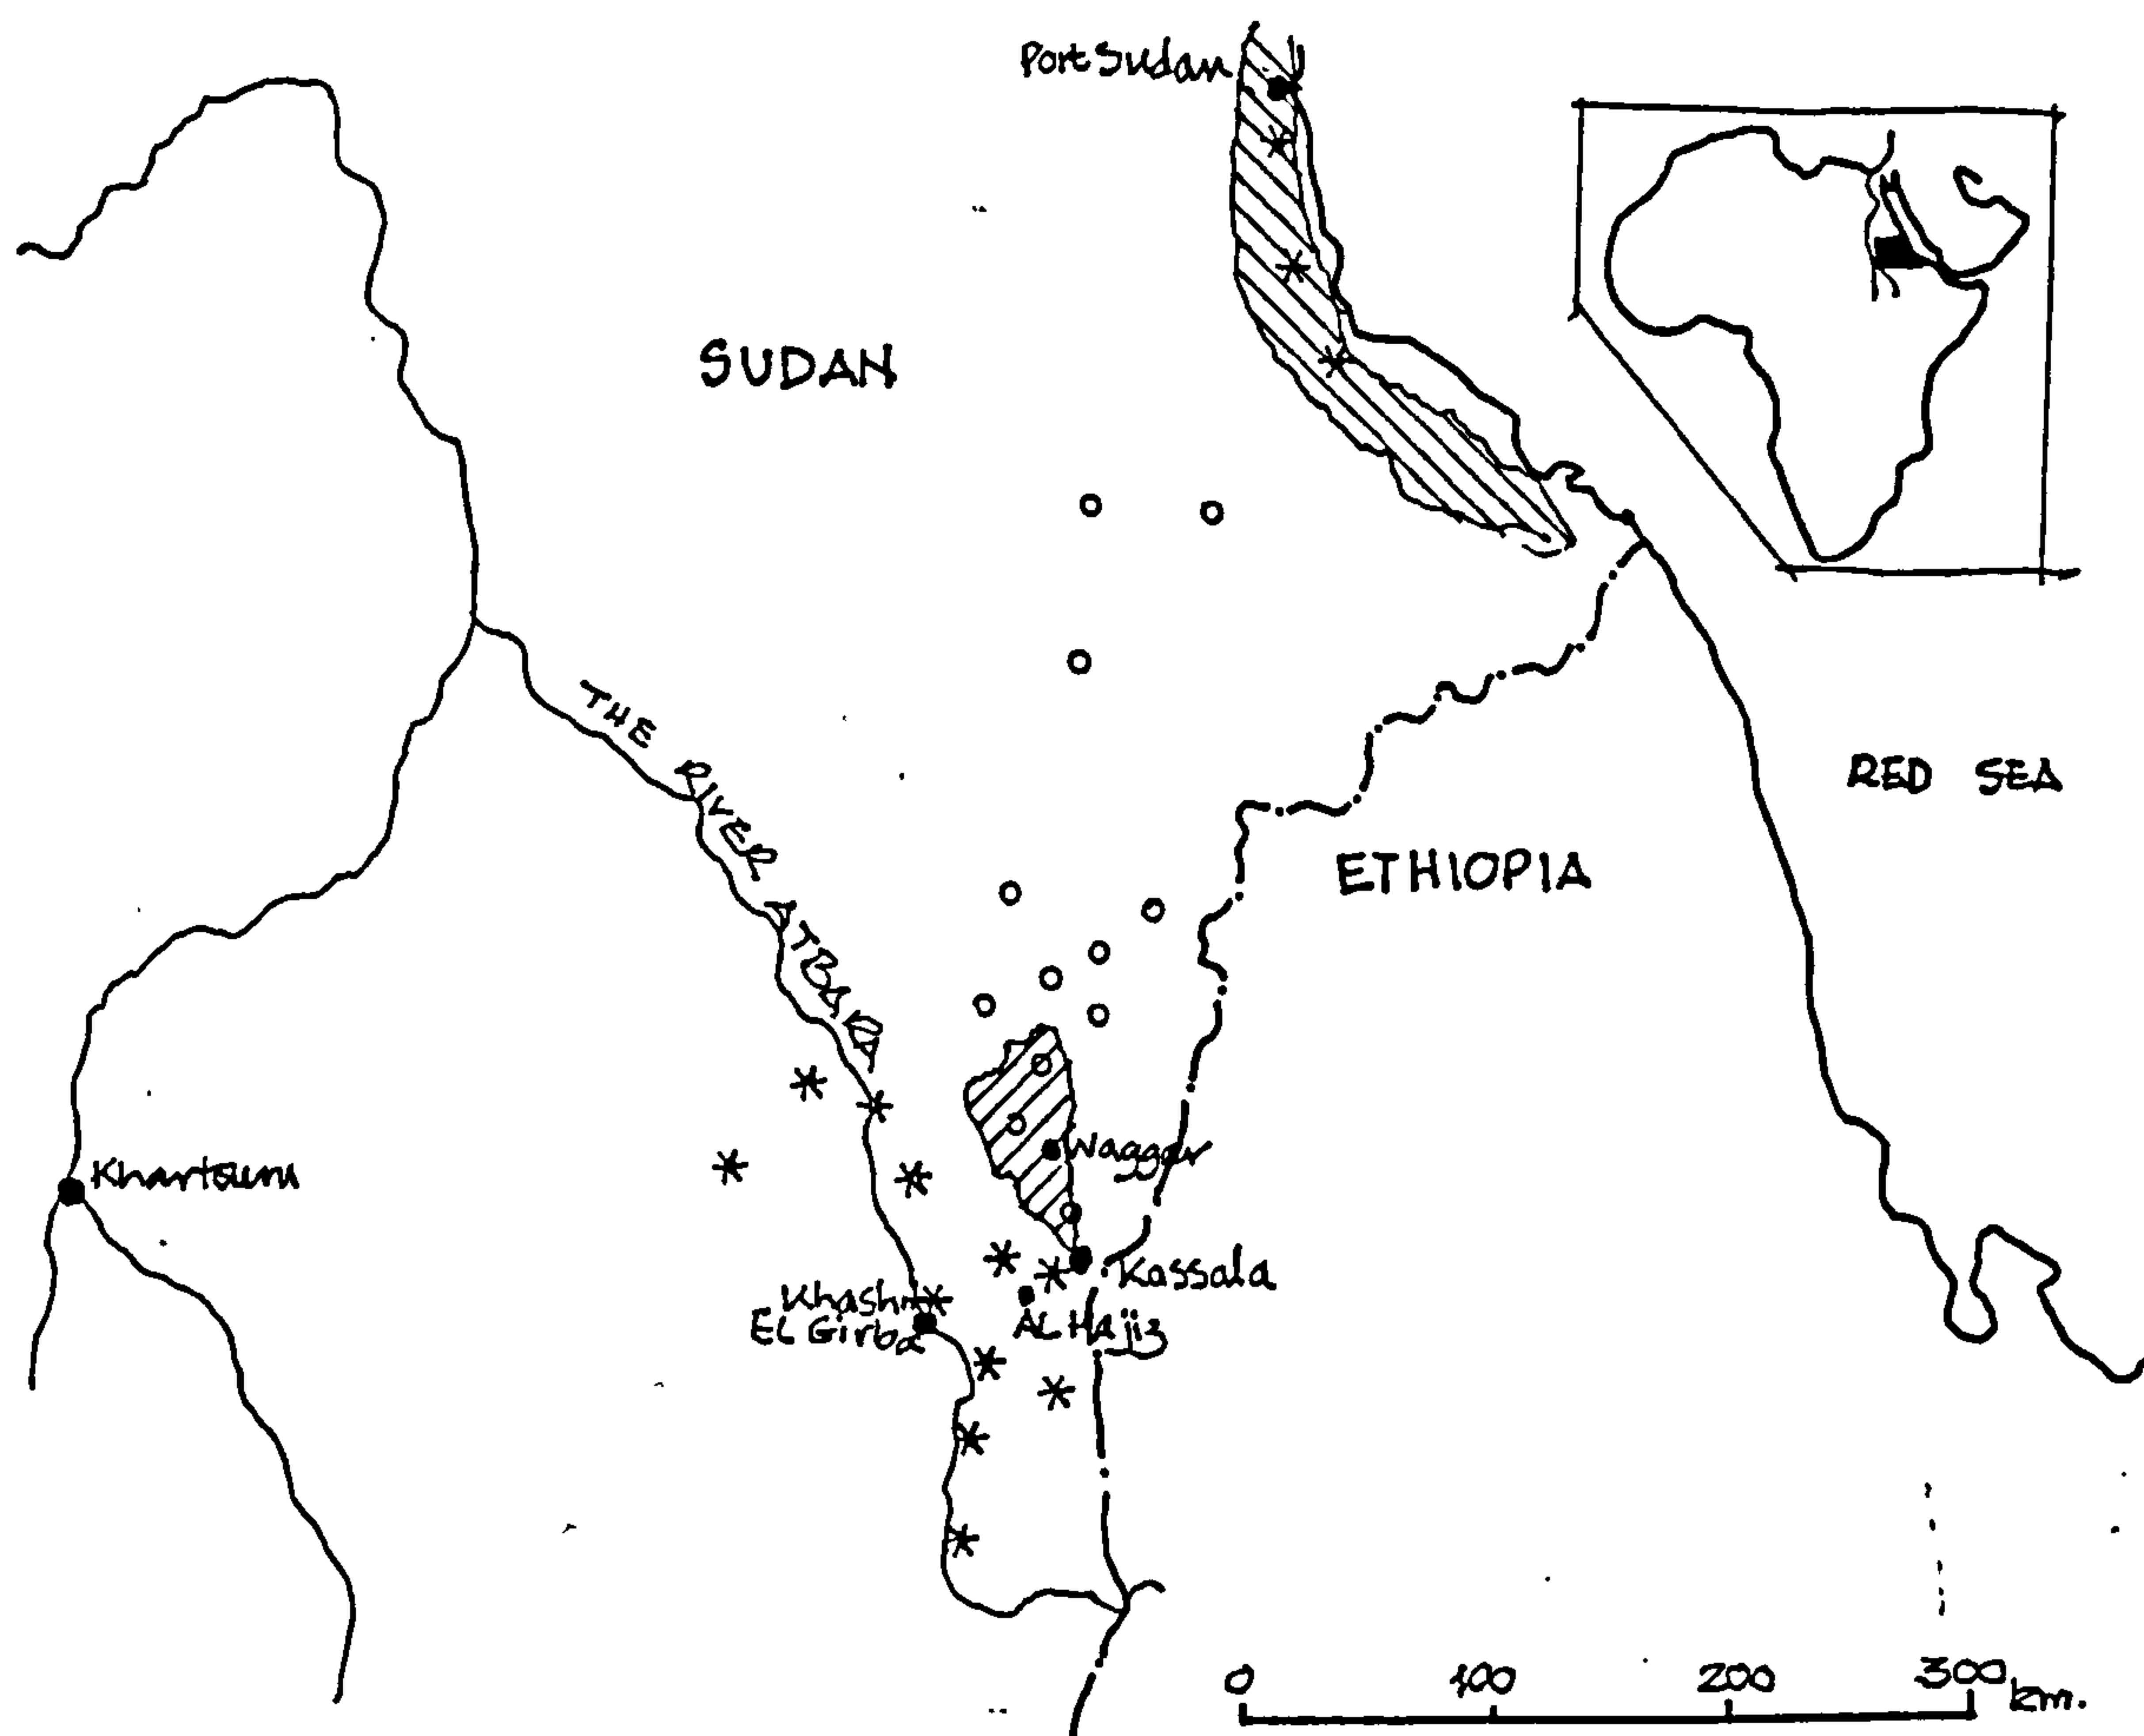 Port Sudan
SUDAN
THE RIVER ATBARA
RED SEA
ETHIOPIA
Wagger
Khartoum
Kassala
Khashm
El Girba
AL HAjiz
0 100 200 300 km.